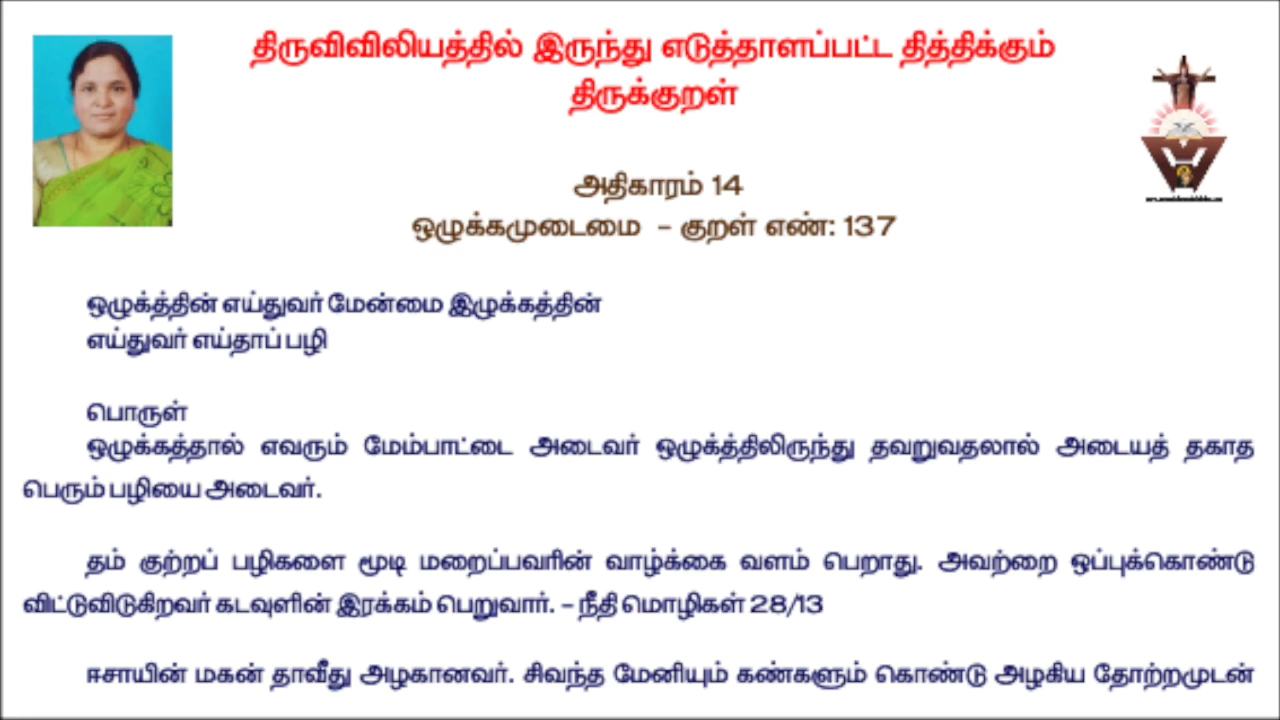 திருவிவிலியத்தில் இருந்து எடுத்தாளப்பட்ட தித்திக்கும்
திருக்குறள்
அதிகாரம் 14
ஒழுக்கமுடைமை - குறள் எண்: 137
ஒழுக்த்தின் எய்துவர் மேன்மை இழுக்கத்தின்
எய்துவர் எய்தாப் பழி
பொருள்
ஒழுக்கத்தால் எவரும் மேம்பாட்டை அடைவர் ஒழுக்த்திலிருந்து தவறுவதலால் அடையத் தகாத
பெரும் பழியை அடைவர்.
தம் குற்றப் பழிகளை மூடி மறைப்பவரின் வாழ்க்கை வளம் பெறாது. அவற்றை ஒப்புக்கொண்டு
விட்டுவிடுகிறவர் கடவுளின் இரக்கம் பெறுவார். - நீதி மொழிகள் 28/13
ஈசாயின் மகன் தாவீது அழகானவர். சிவந்த மேனியும் கண்களும் கொண்டு அழகிய தோற்றமுடன்